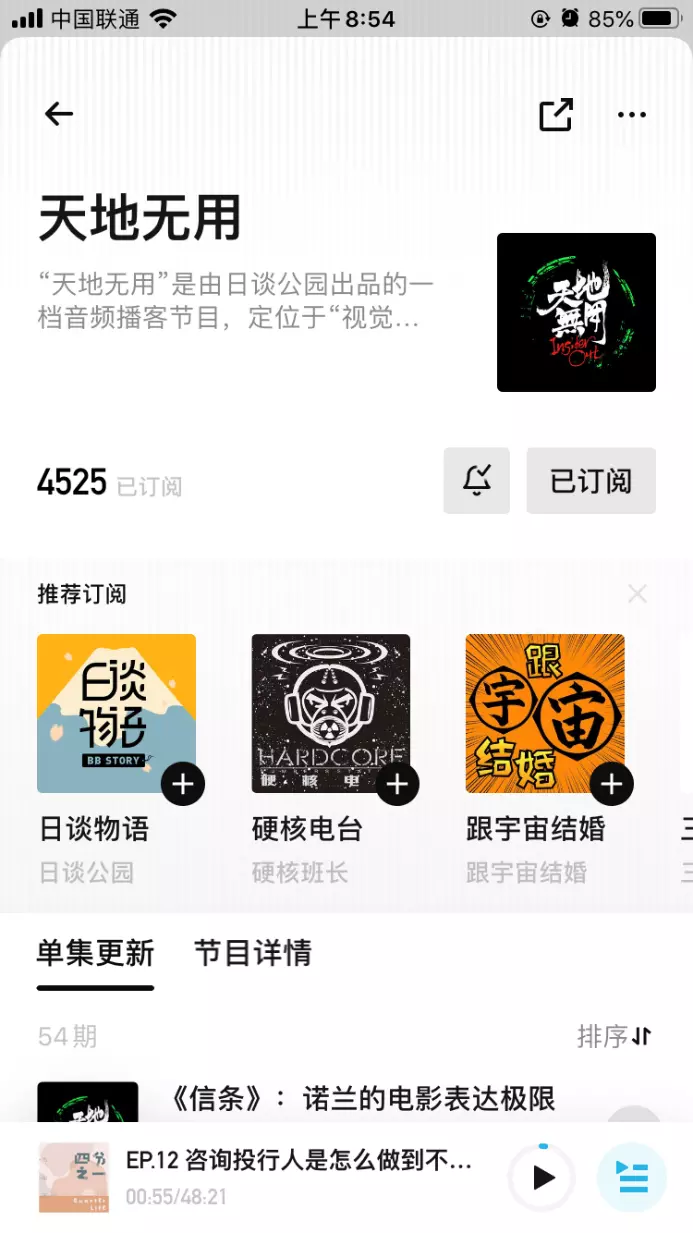 中国联通
上午8:54
85%
天地无用
“天地无用”是由日谈公园出品的一
档音频播客节目，定位于“视觉...
天地無用
Insider
Out
4525 已订阅
已订阅
推荐订阅
日谈物语
BB STORY
HARDCORE
硬·核·电
跟宇宙结婚
日谈物语
硬核电台
跟宇宙结婚
三
日谈公园
硬核班长
跟宇宙结婚
三
单集更新
节目详情
54期
排序
《信条》：诺兰的电影表达极限
四分之一
EP.12 咨询投行人是怎么做到不...
00:55/48:21